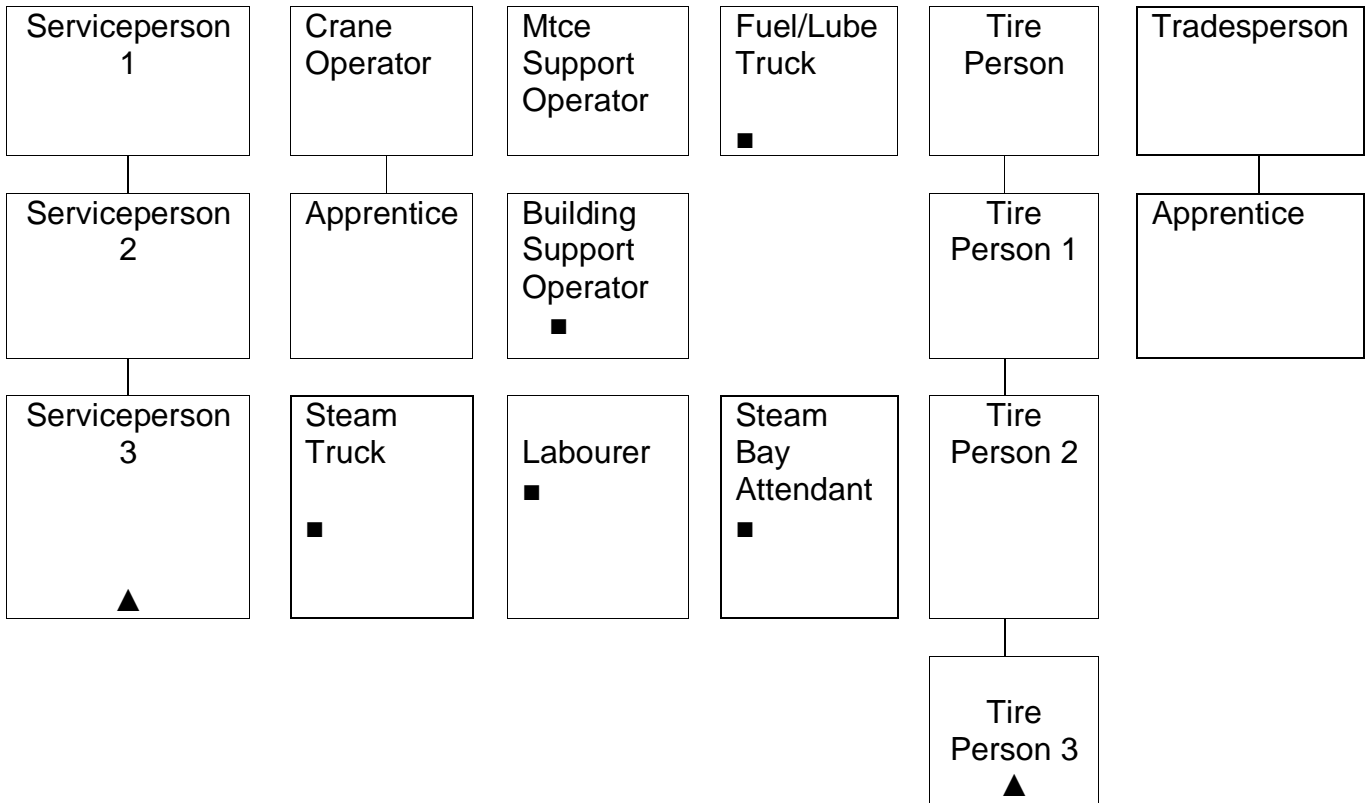 Serviceperson
1
Crane
Operator
Mtce
Support
Operator
Fuel/Lube
Truck
■
Tire
Person
Tradesperson
Serviceperson
2
Apprentice
Building
Support
Operator
■
Tire
Person 1
Apprentice
Serviceperson
3
▲
Steam
Truck
■
Labourer
■
Steam
Bay
Attendant
■
Tire
Person 2
Tire
Person 3
▲